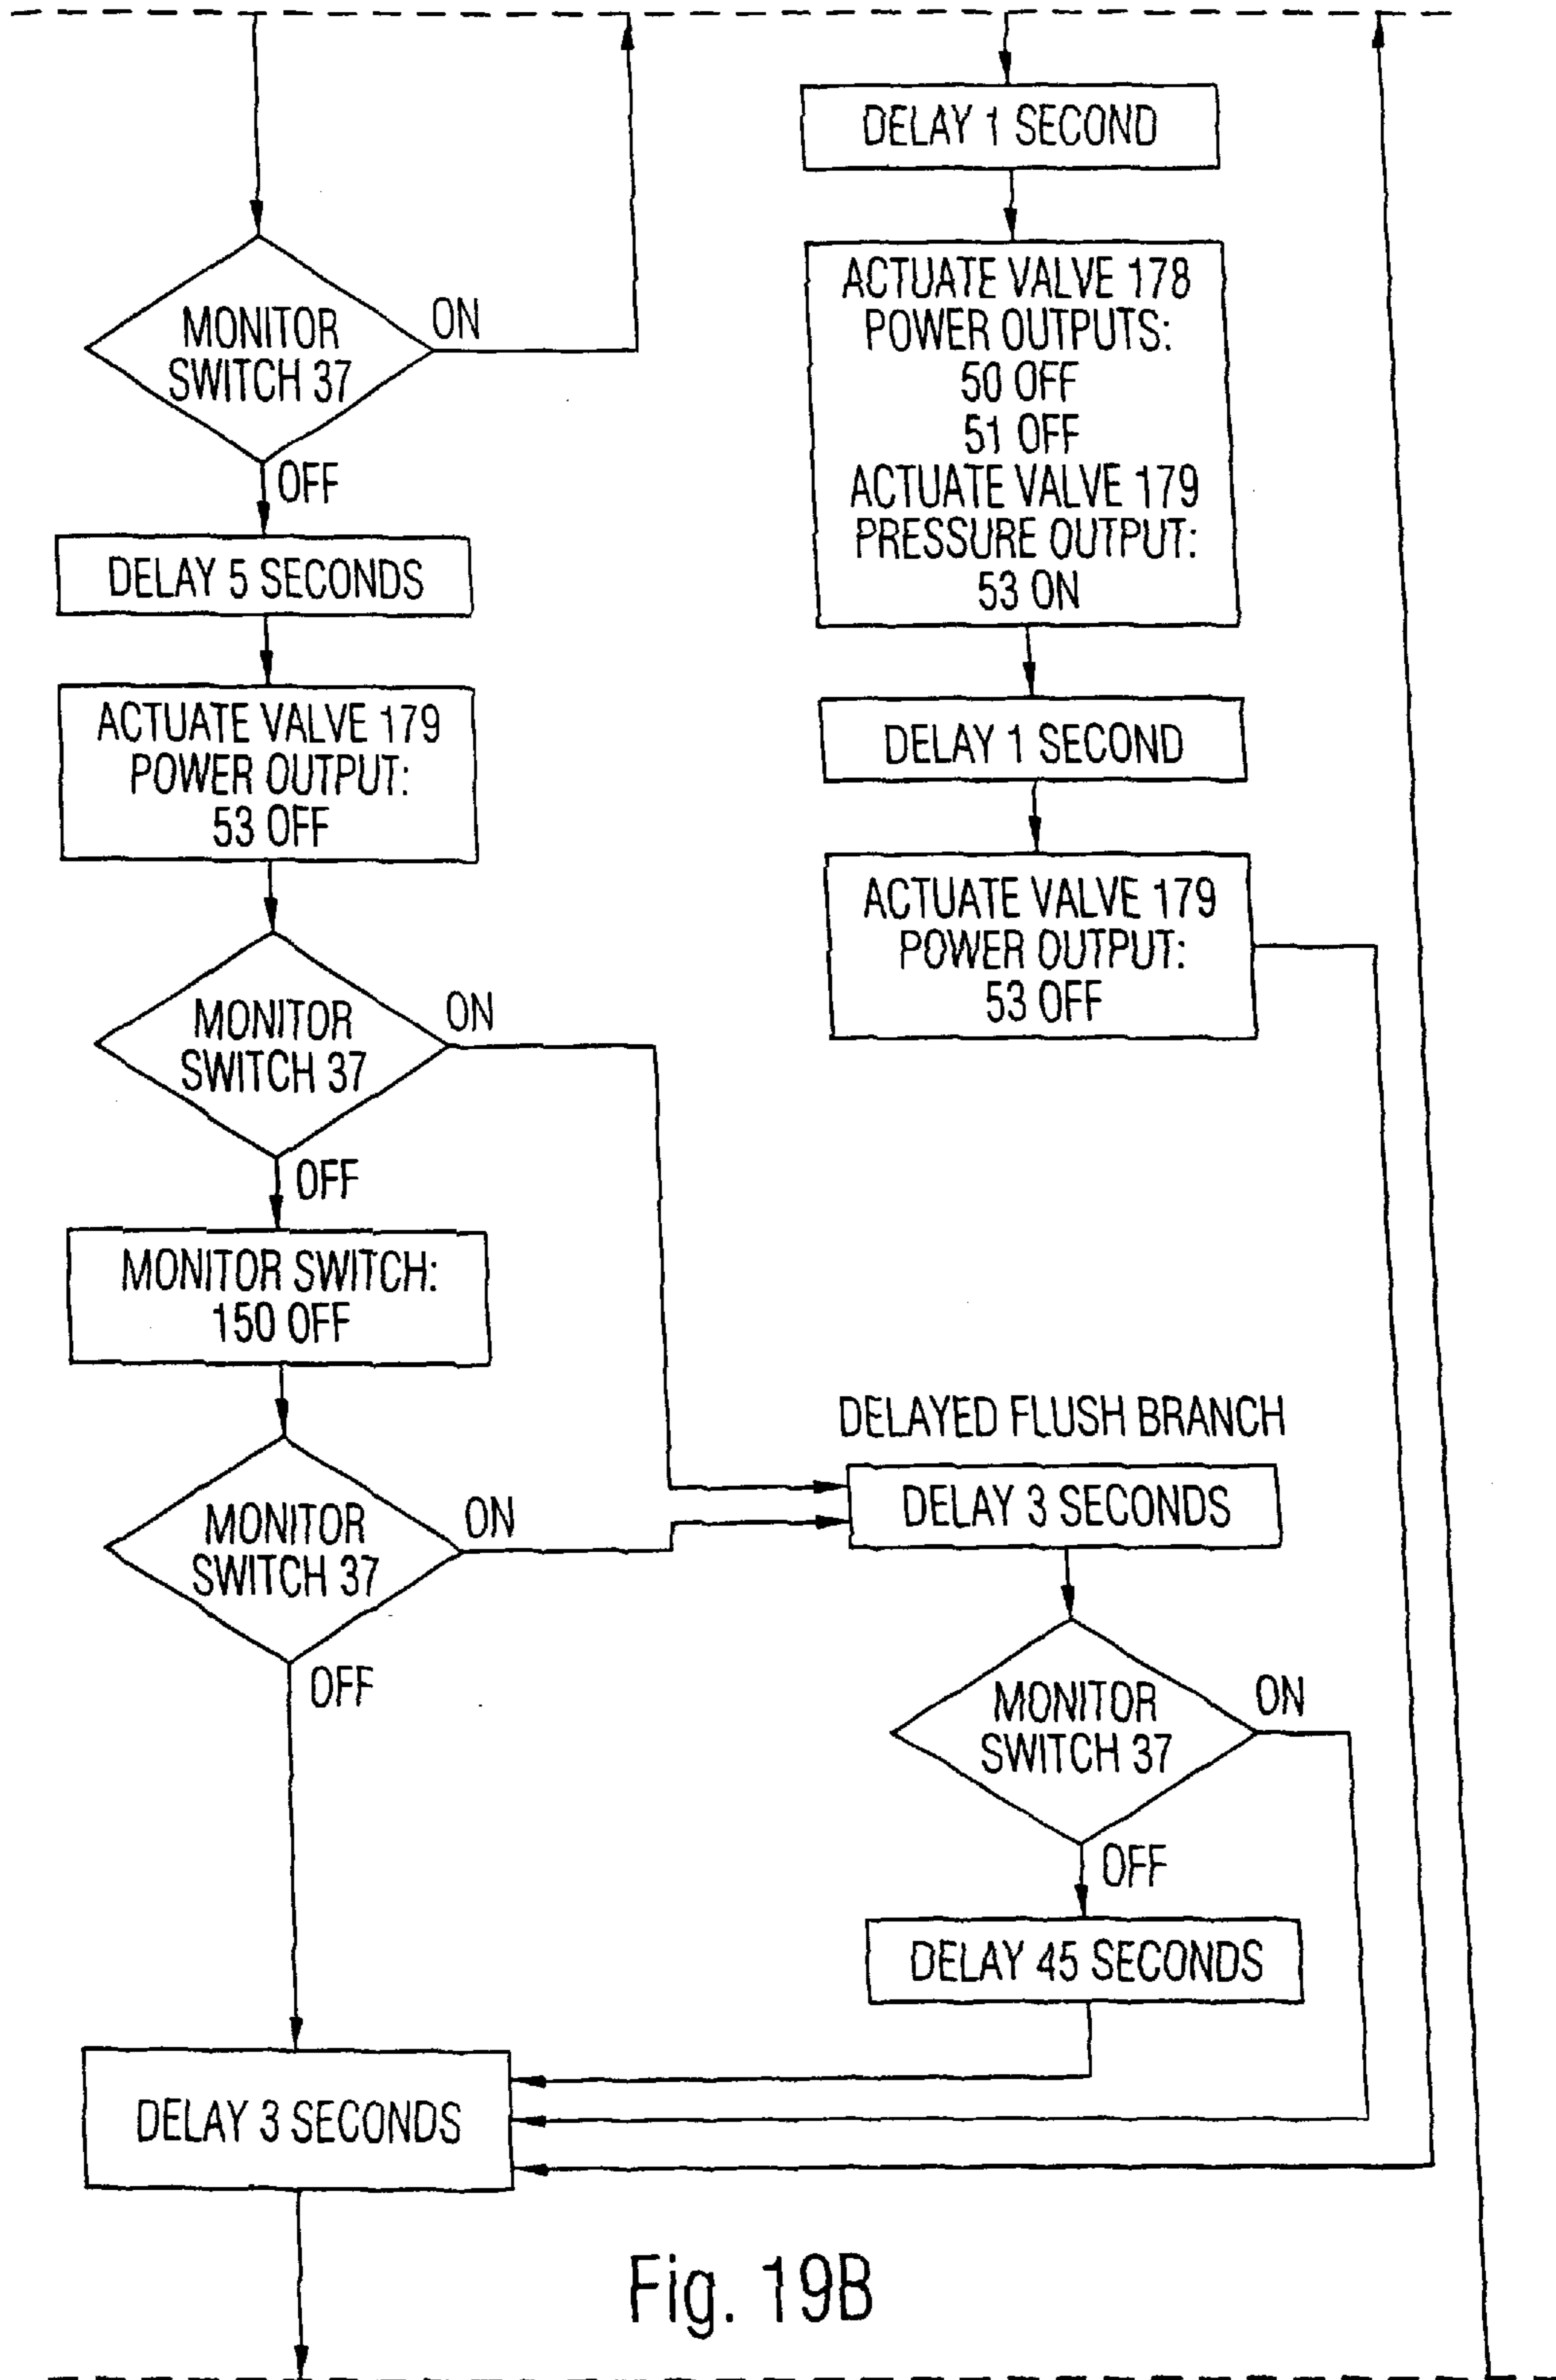 MONITOR
SWITCH 37
ON
OFF
DELAY 5 SECONDS
ACTUATE VALVE 179
POWER OUTPUT:
53 OFF
MONITOR
SWITCH 37
ON
OFF
MONITOR SWITCH:
150 OFF
MONITOR
SWITCH 37
ON
OFF
DELAY 3 SECONDS
DELAY 1 SECOND
ACTUATE VALVE 178
POWER OUTPUTS:
50 OFF
51 OFF
ACTUATE VALVE 179
PRESSURE OUTPUT:
53 ON
DELAY 1 SECOND
ACTUATE VALVE 179
POWER OUTPUT:
53 OFF
DELAYED FLUSH BRANCH
DELAY 3 SECONDS
MONITOR
SWITCH 37
ON
OFF
DELAY 45 SECONDS
Fig. 19B